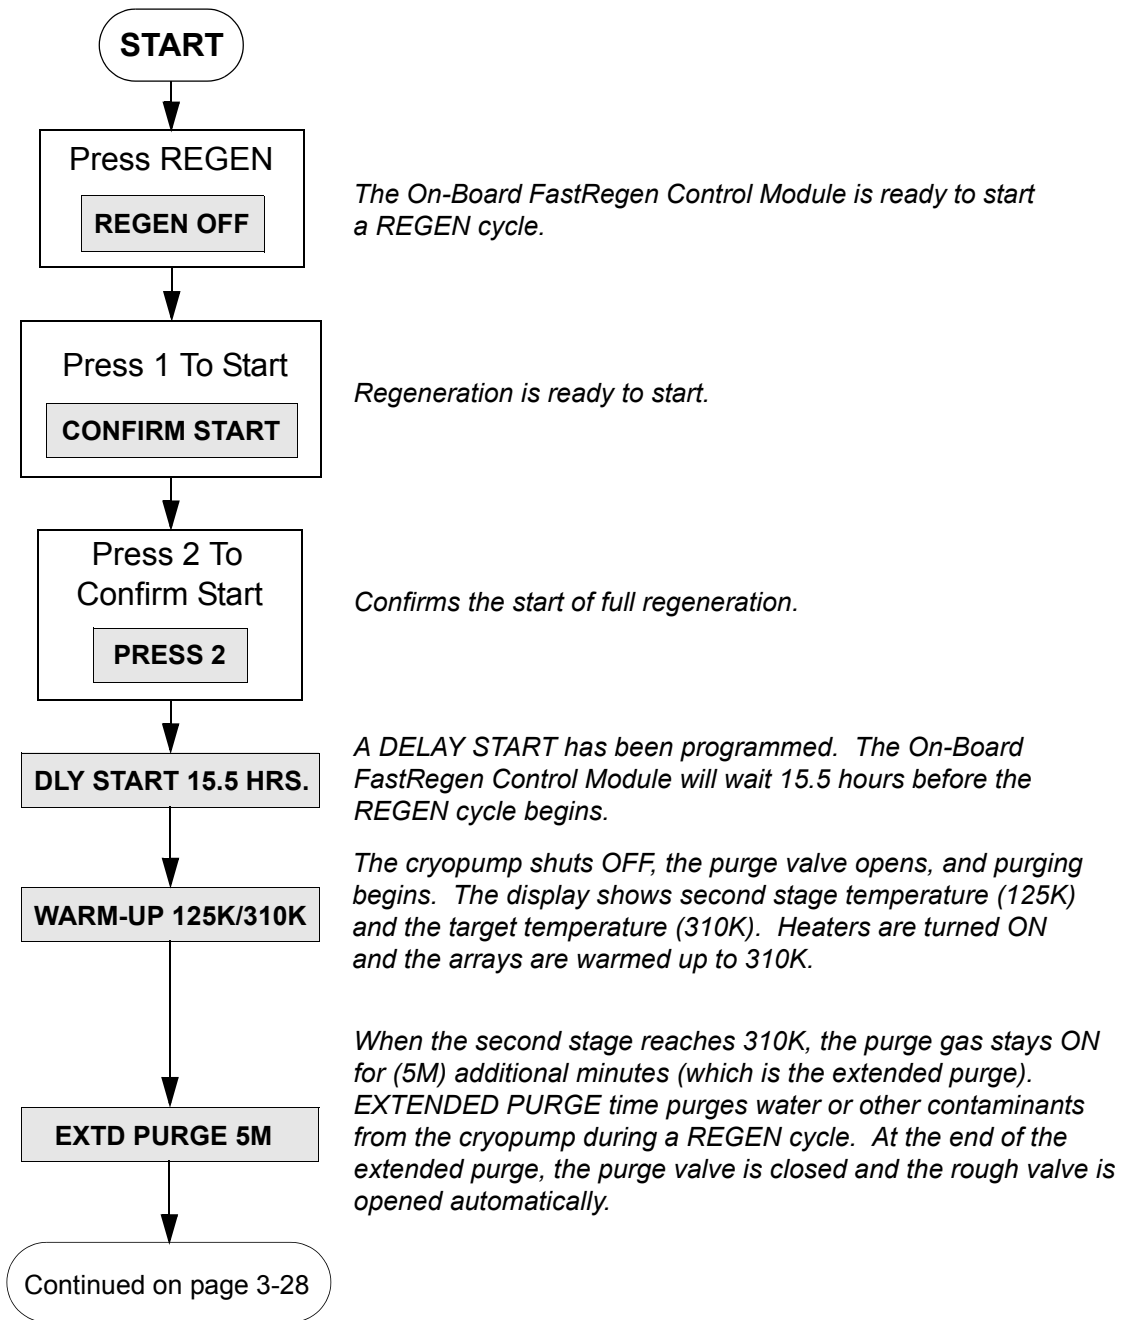 START
Press REGEN
REGEN OFF
The On-Board FastRegen Control Module is ready to start
a REGEN cycle.
Press 1 To Start
CONFIRM START
Regeneration is ready to start.
Press 2 To
Confirm Start
PRESS 2
Confirms the start of full regeneration.
DLY START 15.5 HRS.
A DELAY START has been programmed.  The On-Board
FastRegen Control Module will wait 15.5 hours before the
REGEN cycle begins.
WARM-UP 125K/310K
The cryopump shuts OFF, the purge valve opens, and purging
begins.  The display shows second stage temperature (125K)
and the target temperature (310K).  Heaters are turned ON
and the arrays are warmed up to 310K.
EXTD PURGE 5M
When the second stage reaches 310K, the purge gas stays ON
for (5M) additional minutes (which is the extended purge).
EXTENDED PURGE time purges water or other contaminants
from the cryopump during a REGEN cycle.  At the end of the
extended purge, the purge valve is closed and the rough valve is
opened automatically.
Continued on page 3-28